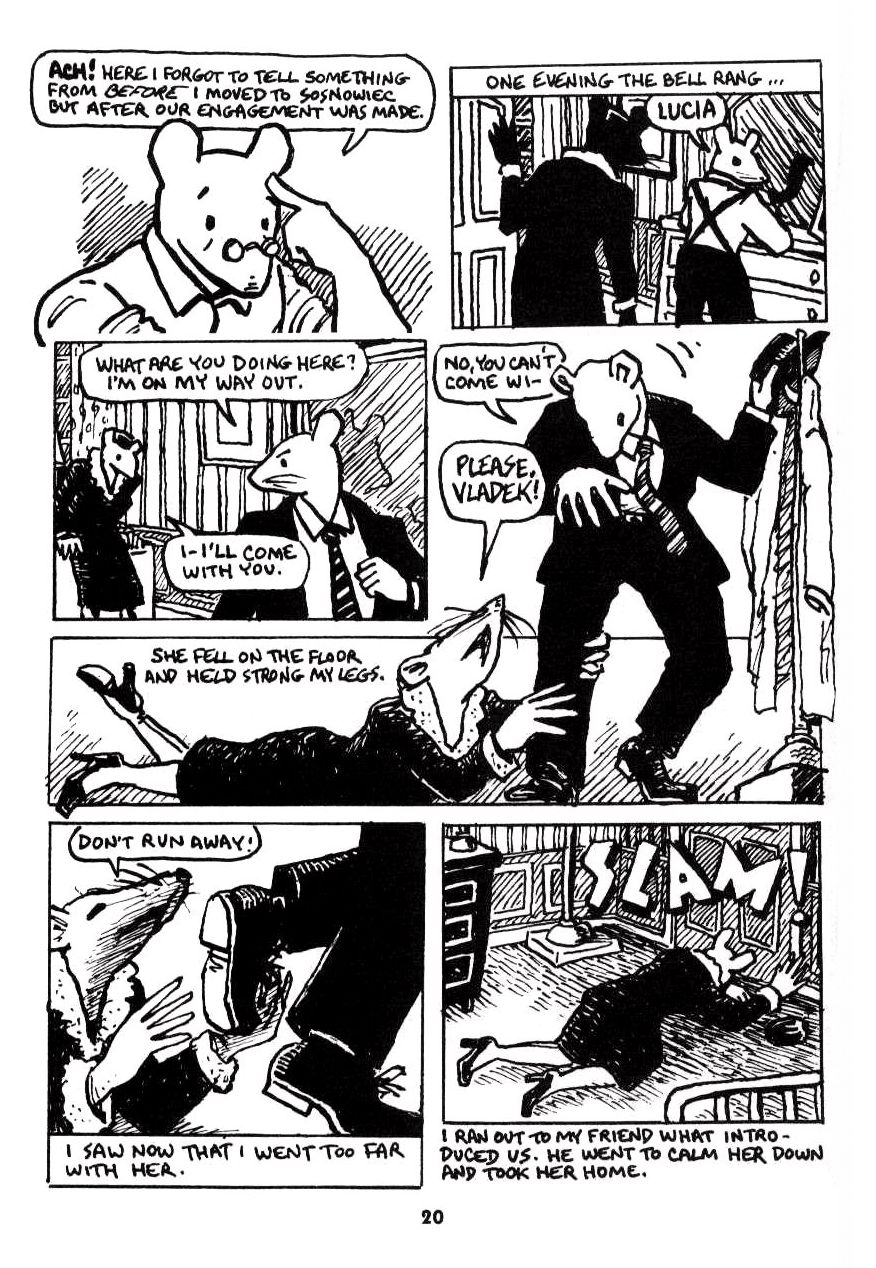 ACH! HERE I FORGOT TO TELL SOMETHING
FROM BEFORE I MOVED TO SOSNOWIEC
BUT AFTER OUR ENGAGEMENT WAS MADE.
ONE EVENING THE BELL RANG ...
LUCIA
WHAT ARE YOU DOING HERE?
I'M ON MY WAY OUT.
I-I'LL COME
WITH YOU.
NO, YOU CAN'T
COME WI-
PLEASE,
VLADEK!
SHE FELL ON THE FLOOR
AND HELD STRONG MY LEGS.
DON'T RUN AWAY!
I SAW NOW THAT I WENT TOO FAR
WITH HER.
SLAM!
I RAN OUT TO MY FRIEND WHAT INTRO-
DUCED US. HE WENT TO CALM HER DOWN
AND TOOK HER HOME.
20